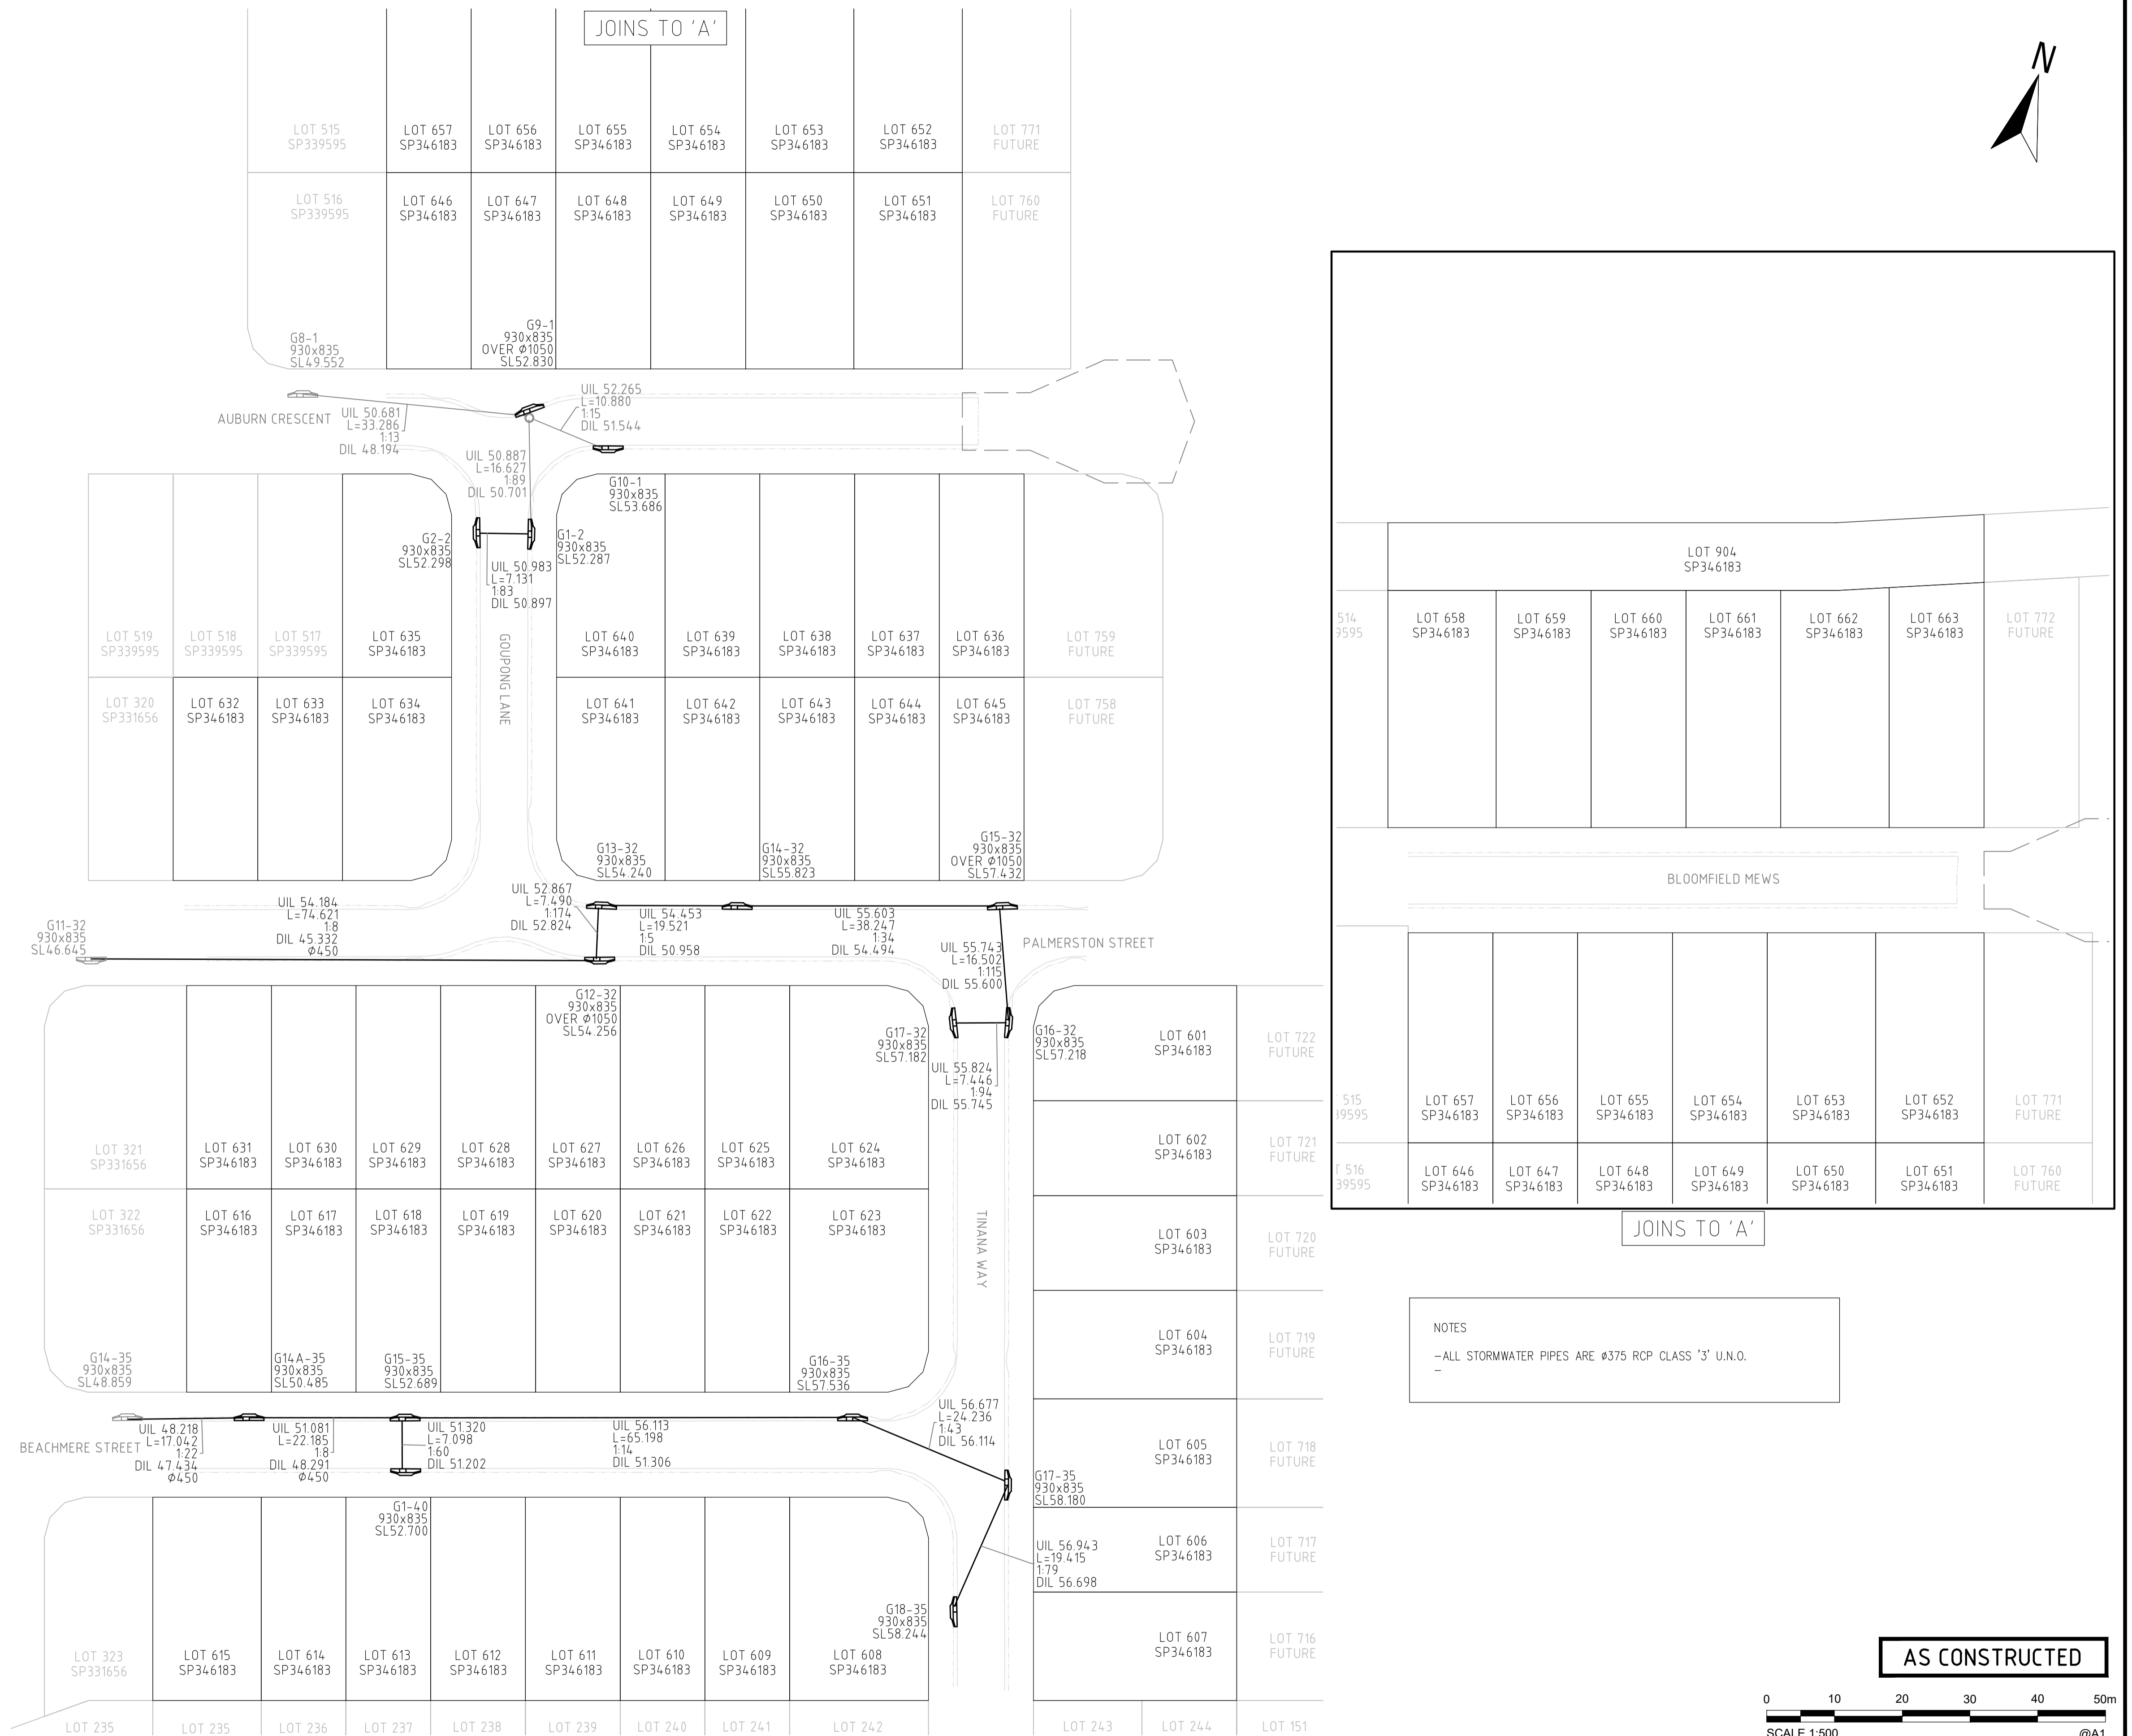 JOINS TO 'A'
N
LOT 515
SP339595
LOT 657
SP346183
LOT 656
SP346183
LOT 655
SP346183
LOT 654
SP346183
LOT 653
SP346183
LOT 652
SP346183
LOT 771
FUTURE
LOT 516
SP339595
LOT 646
SP346183
LOT 647
SP346183
LOT 648
SP346183
LOT 649
SP346183
LOT 650
SP346183
LOT 651
SP346183
LOT 760
FUTURE
G8-1
930x835
SL49.552
G9-1
930x835
OVER Ø1050
SL52.830
AUBURN CRESCENT
UIL 50.681
L=33.286
1:13
DIL 48.194
UIL 52.265
L=10.880
1:15
DIL 51.544
UIL 50.887
L=16.627
1:89
DIL 50.701
G10-1
930x835
SL53.686
G2-2
930x835
SL52.298
G1-2
930x835
SL52.287
UIL 50.983
L=7.131
1:83
DIL 50.897
LOT 519
SP339595
LOT 518
SP339595
LOT 517
SP339595
LOT 635
SP346183
GOUPONG LANE
LOT 640
SP346183
LOT 639
SP346183
LOT 638
SP346183
LOT 637
SP346183
LOT 636
SP346183
LOT 759
FUTURE
LOT 320
SP331656
LOT 632
SP346183
LOT 633
SP346183
LOT 634
SP346183
LOT 641
SP346183
LOT 642
SP346183
LOT 643
SP346183
LOT 644
SP346183
LOT 645
SP346183
LOT 758
FUTURE
G13-32
930x835
SL54.240
G14-32
930x835
SL55.823
G15-32
930x835
OVER Ø1050
SL57.432
G11-32
930x835
SL46.645
UIL 54.184
L=74.621
1:8
DIL 45.332
Ø450
UIL 52.867
L=7.490
1:174
DIL 52.824
UIL 54.453
L=19.521
1:5
DIL 50.958
UIL 55.603
L=38.247
1:34
DIL 54.494
UIL 55.743
L=16.502
1:115
DIL 55.600
PALMERSTON STREET
G12-32
930x835
OVER Ø1050
SL54.256
G17-32
930x835
SL57.182
G16-32
930x835
SL57.218
UIL 55.824
L=7.446
1:94
DIL 55.745
LOT 601
SP346183
LOT 722
FUTURE
LOT 321
SP331656
LOT 631
SP346183
LOT 630
SP346183
LOT 629
SP346183
LOT 628
SP346183
LOT 627
SP346183
LOT 626
SP346183
LOT 625
SP346183
LOT 624
SP346183
LOT 602
SP346183
LOT 721
FUTURE
LOT 322
SP331656
LOT 616
SP346183
LOT 617
SP346183
LOT 618
SP346183
LOT 619
SP346183
LOT 620
SP346183
LOT 621
SP346183
LOT 622
SP346183
LOT 623
SP346183
TINANA WAY
LOT 603
SP346183
LOT 720
FUTURE
LOT 604
SP346183
LOT 719
FUTURE
G14-35
930x835
SL48.859
G14A-35
930x835
SL50.485
G15-35
930x835
SL52.689
G16-35
930x835
SL57.536
BEACHMERE STREET
UIL 48.218
L=17.042
1:22
DIL 47.434
Ø450
UIL 51.081
L=22.185
1:8
DIL 48.291
Ø450
UIL 51.320
L=7.098
1:60
DIL 51.202
UIL 56.113
L=65.198
1:14
DIL 51.306
UIL 56.677
L=24.236
1:43
DIL 56.114
LOT 605
SP346183
LOT 718
FUTURE
G17-35
930x835
SL58.180
G1-40
930x835
SL52.700
UIL 56.943
L=19.415
1:79
DIL 56.698
LOT 606
SP346183
LOT 717
FUTURE
G18-35
930x835
SL58.244
LOT 323
SP331656
LOT 615
SP346183
LOT 614
SP346183
LOT 613
SP346183
LOT 612
SP346183
LOT 611
SP346183
LOT 610
SP346183
LOT 609
SP346183
LOT 608
SP346183
LOT 607
SP346183
LOT 716
FUTURE
LOT 235
LOT 235
LOT 236
LOT 237
LOT 238
LOT 239
LOT 240
LOT 241
LOT 242
LOT 243
LOT 244
LOT 151
LOT 904
SP346183
514
9595
LOT 658
SP346183
LOT 659
SP346183
LOT 660
SP346183
LOT 661
SP346183
LOT 662
SP346183
LOT 663
SP346183
LOT 772
FUTURE
BLOOMFIELD MEWS
515
39595
LOT 657
SP346183
LOT 656
SP346183
LOT 655
SP346183
LOT 654
SP346183
LOT 653
SP346183
LOT 652
SP346183
LOT 771
FUTURE
T 516
39595
LOT 646
SP346183
LOT 647
SP346183
LOT 648
SP346183
LOT 649
SP346183
LOT 650
SP346183
LOT 651
SP346183
LOT 760
FUTURE
JOINS TO 'A'
NOTES
-ALL STORMWATER PIPES ARE Ø375 RCP CLASS '3' U.N.O.
-
AS CONSTRUCTED
0 10 20 30 40 50m
SCALE 1:500 @A1